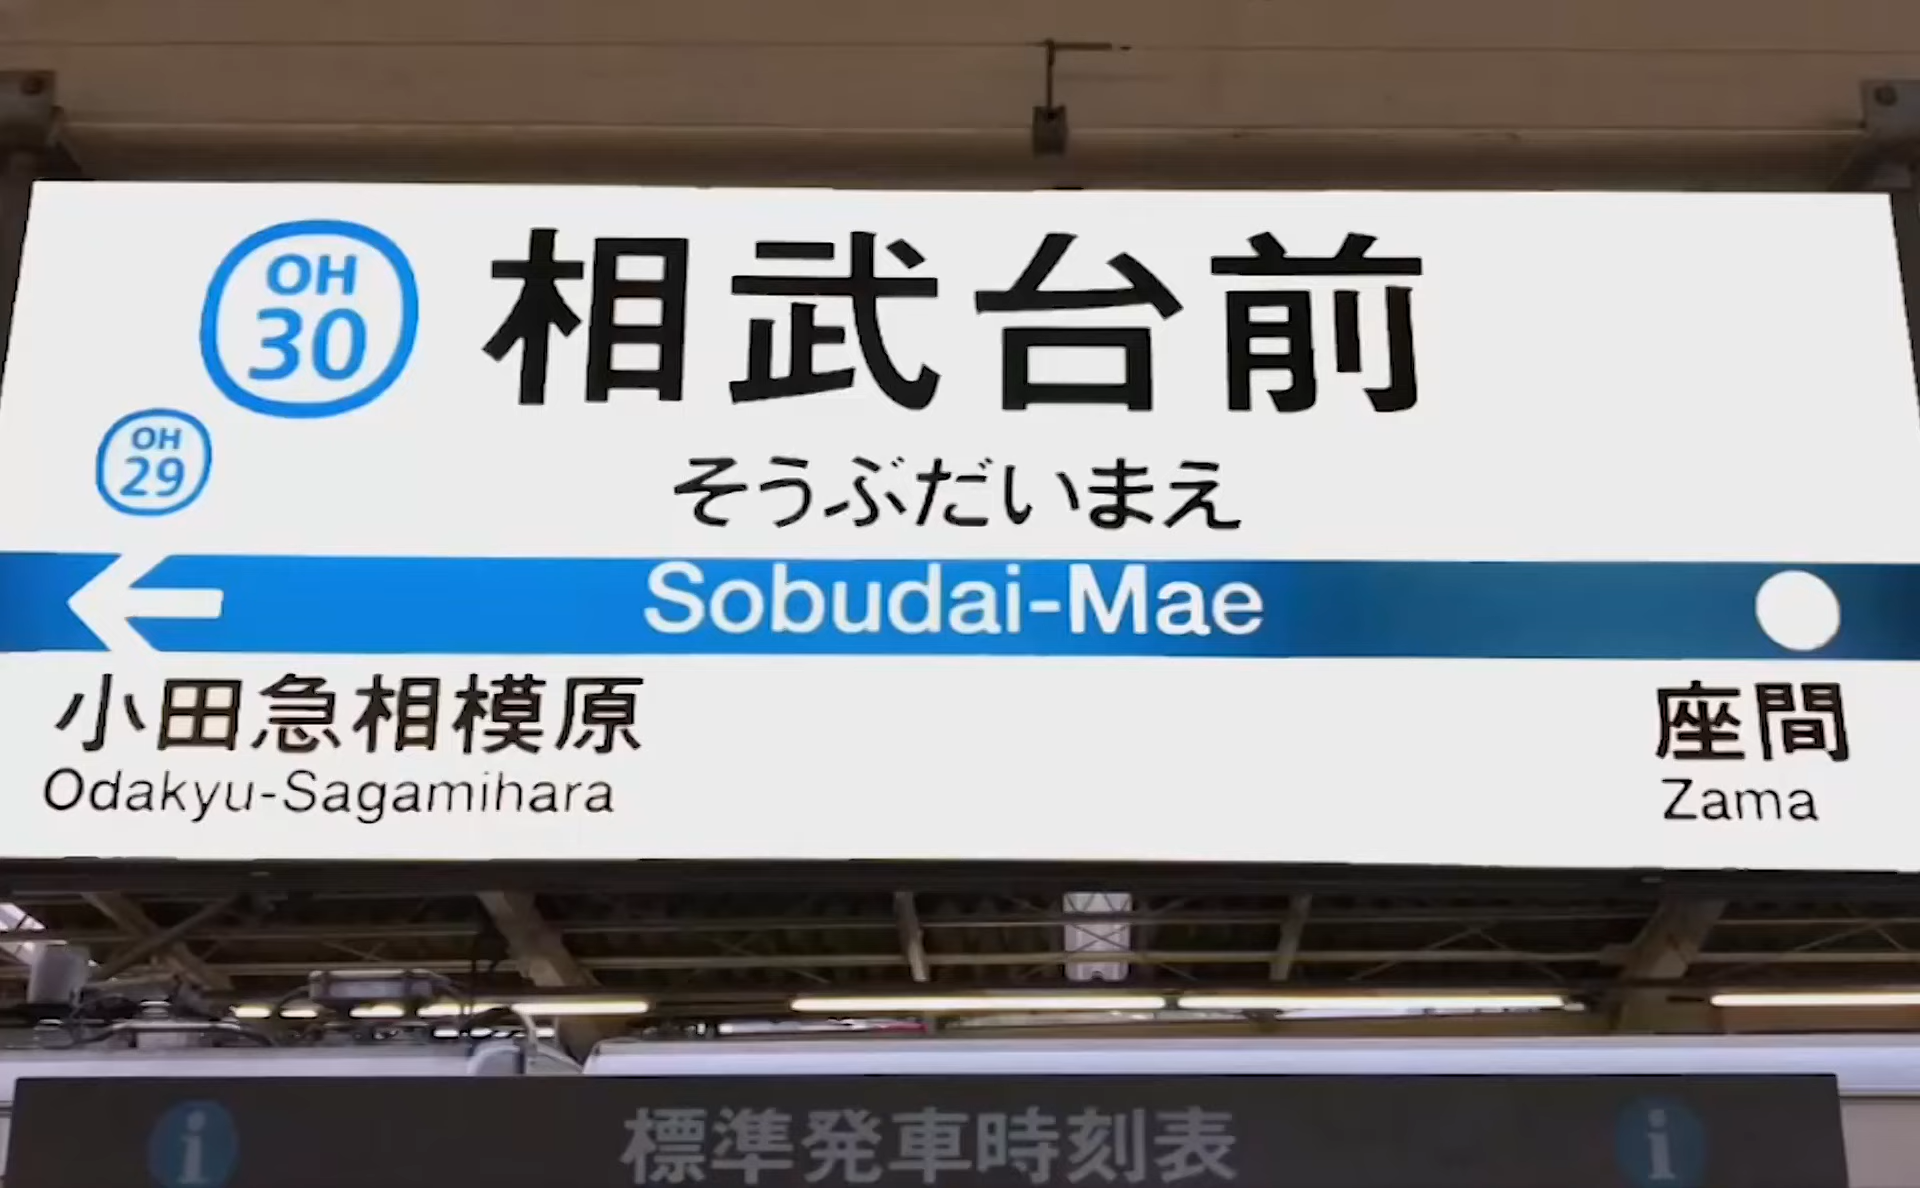 OH
30
相武台前
OH
29
そうぶだいまえ
Sobudai-Mae
小田急相模原
座間
Odakyu-Sagamihara
Zama
i
標準発車時刻表
i